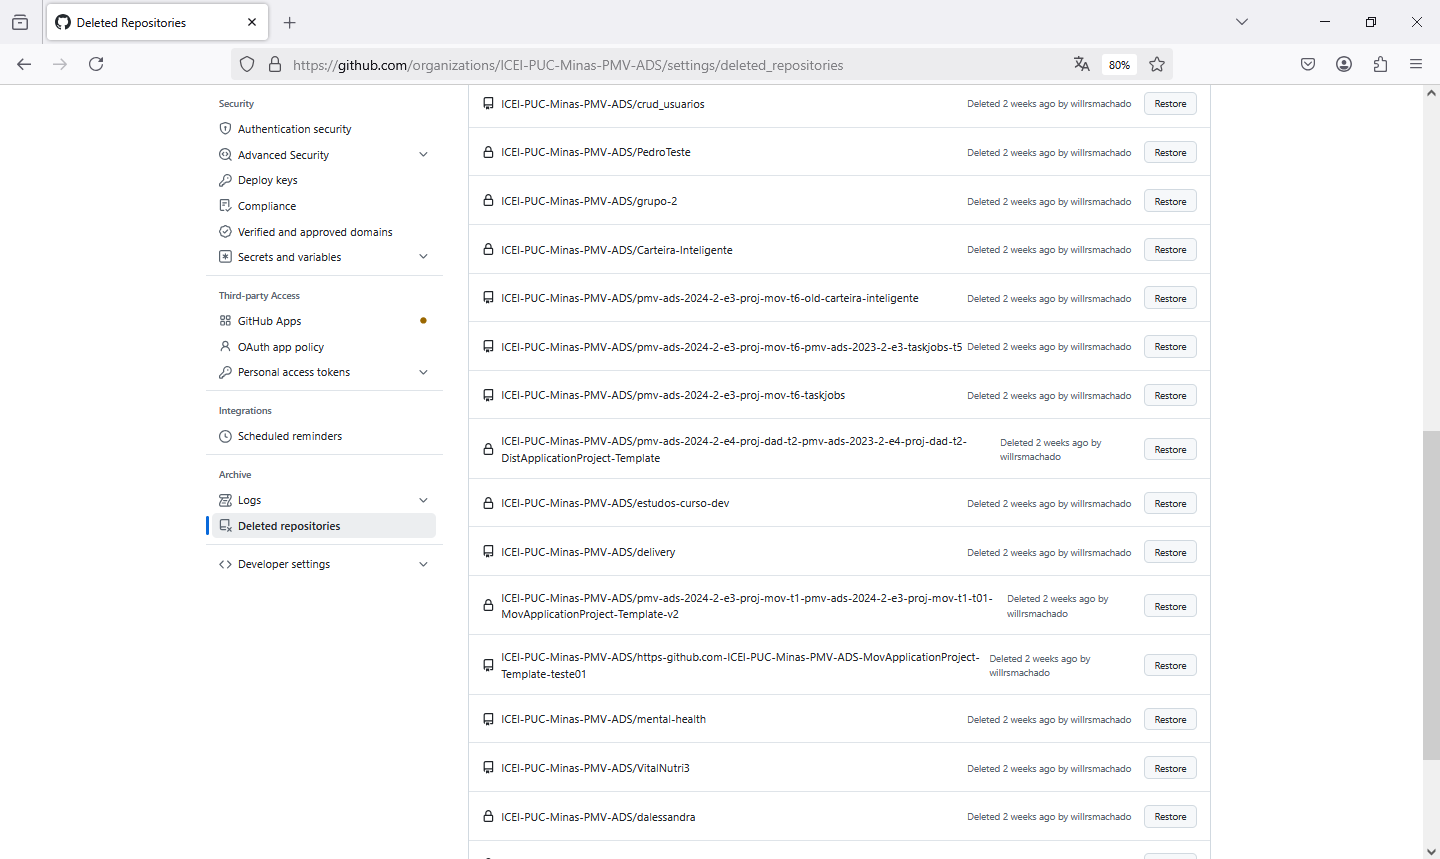 Deleted Repositories
https://github.com/organizations/ICEI-PUC-Minas-PMV-ADS/settings/deleted_repositories
80%
Security
Authentication security
Advanced Security
Deploy keys
Compliance
Verified and approved domains
Secrets and variables
Third-party Access
GitHub Apps
OAuth app policy
Personal access tokens
Integrations
Scheduled reminders
Archive
Logs
Deleted repositories
Developer settings
ICEI-PUC-Minas-PMV-ADS/crud_usuarios Deleted 2 weeks ago by willrsmachado Restore
ICEI-PUC-Minas-PMV-ADS/PedroTeste Deleted 2 weeks ago by willrsmachado Restore
ICEI-PUC-Minas-PMV-ADS/grupo-2 Deleted 2 weeks ago by willrsmachado Restore
ICEI-PUC-Minas-PMV-ADS/Carteira-Inteligente Deleted 2 weeks ago by willrsmachado Restore
ICEI-PUC-Minas-PMV-ADS/pmv-ads-2024-2-e3-proj-mov-t6-old-carteira-inteligente Deleted 2 weeks ago by willrsmachado Restore
ICEI-PUC-Minas-PMV-ADS/pmv-ads-2024-2-e3-proj-mov-t6-pmv-ads-2023-2-e3-taskjobs-t5 Deleted 2 weeks ago by willrsmachado Restore
ICEI-PUC-Minas-PMV-ADS/pmv-ads-2024-2-e3-proj-mov-t6-taskjobs Deleted 2 weeks ago by willrsmachado Restore
ICEI-PUC-Minas-PMV-ADS/pmv-ads-2024-2-e4-proj-dad-t2-pmv-ads-2023-2-e4-proj-dad-t2-
DistApplicationProject-Template
Deleted 2 weeks ago by
willrsmachado
Restore
ICEI-PUC-Minas-PMV-ADS/estudos-curso-dev Deleted 2 weeks ago by willrsmachado Restore
ICEI-PUC-Minas-PMV-ADS/delivery Deleted 2 weeks ago by willrsmachado Restore
ICEI-PUC-Minas-PMV-ADS/pmv-ads-2024-2-e3-proj-mov-t1-pmv-ads-2024-2-e3-proj-mov-t1-t01-
MovApplicationProject-Template-v2
Deleted 2 weeks ago by
willrsmachado
Restore
ICEI-PUC-Minas-PMV-ADS/https-github.com-ICEI-PUC-Minas-PMV-ADS-MovApplicationProject-
Template-teste01
Deleted 2 weeks ago by
willrsmachado
Restore
ICEI-PUC-Minas-PMV-ADS/mental-health Deleted 2 weeks ago by willrsmachado Restore
ICEI-PUC-Minas-PMV-ADS/VitalNutri3 Deleted 2 weeks ago by willrsmachado Restore
ICEI-PUC-Minas-PMV-ADS/dalessandra Deleted 2 weeks ago by willrsmachado Restore